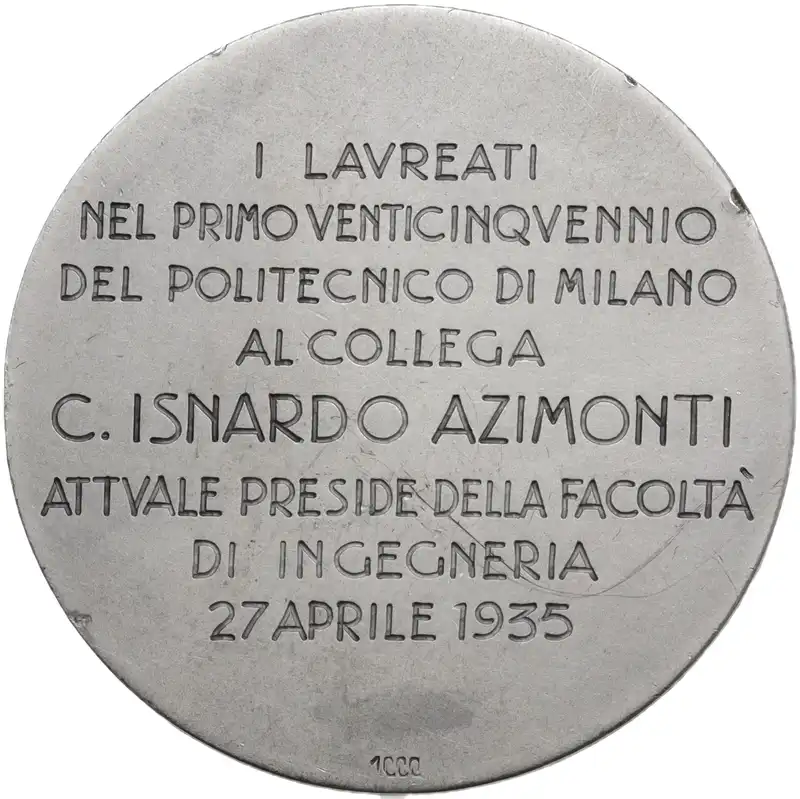 I LAVREATI
NEL PRIMO VENTICINQVENNIO
DEL POLITECNICO DI MILANO
AL COLLEGA
C. ISNARDO AZIMONTI
ATTVALE PRESIDE DELLA FACOLTÀ
DI INGEGNERIA
27 APRILE 1935
1000